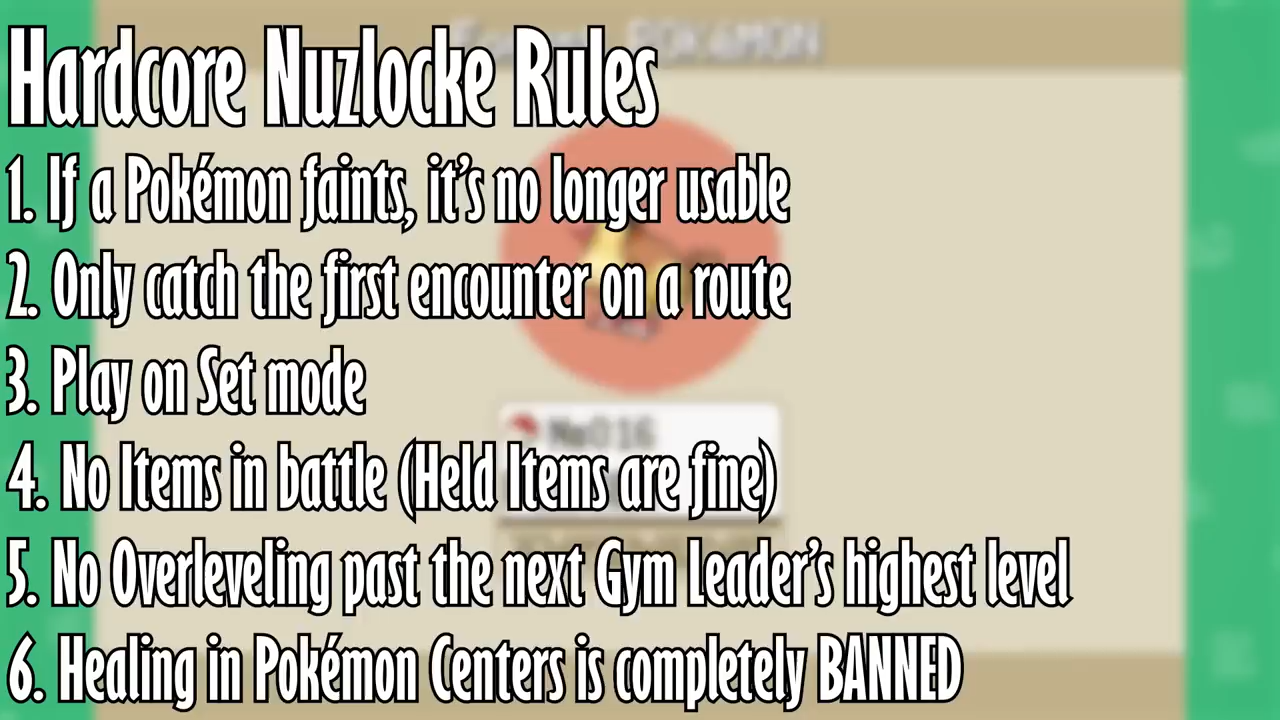 Hardcore Nuzlocke Rules
1. If a Pokémon faints, it's no longer usable
2. Only catch the first encounter on a route
3. Play on Set mode
4. No Items in battle (Held Items are fine)
5. No Overleveling past the next Gym Leader's highest level
6. Healing in Pokémon Centers is completely BANNED